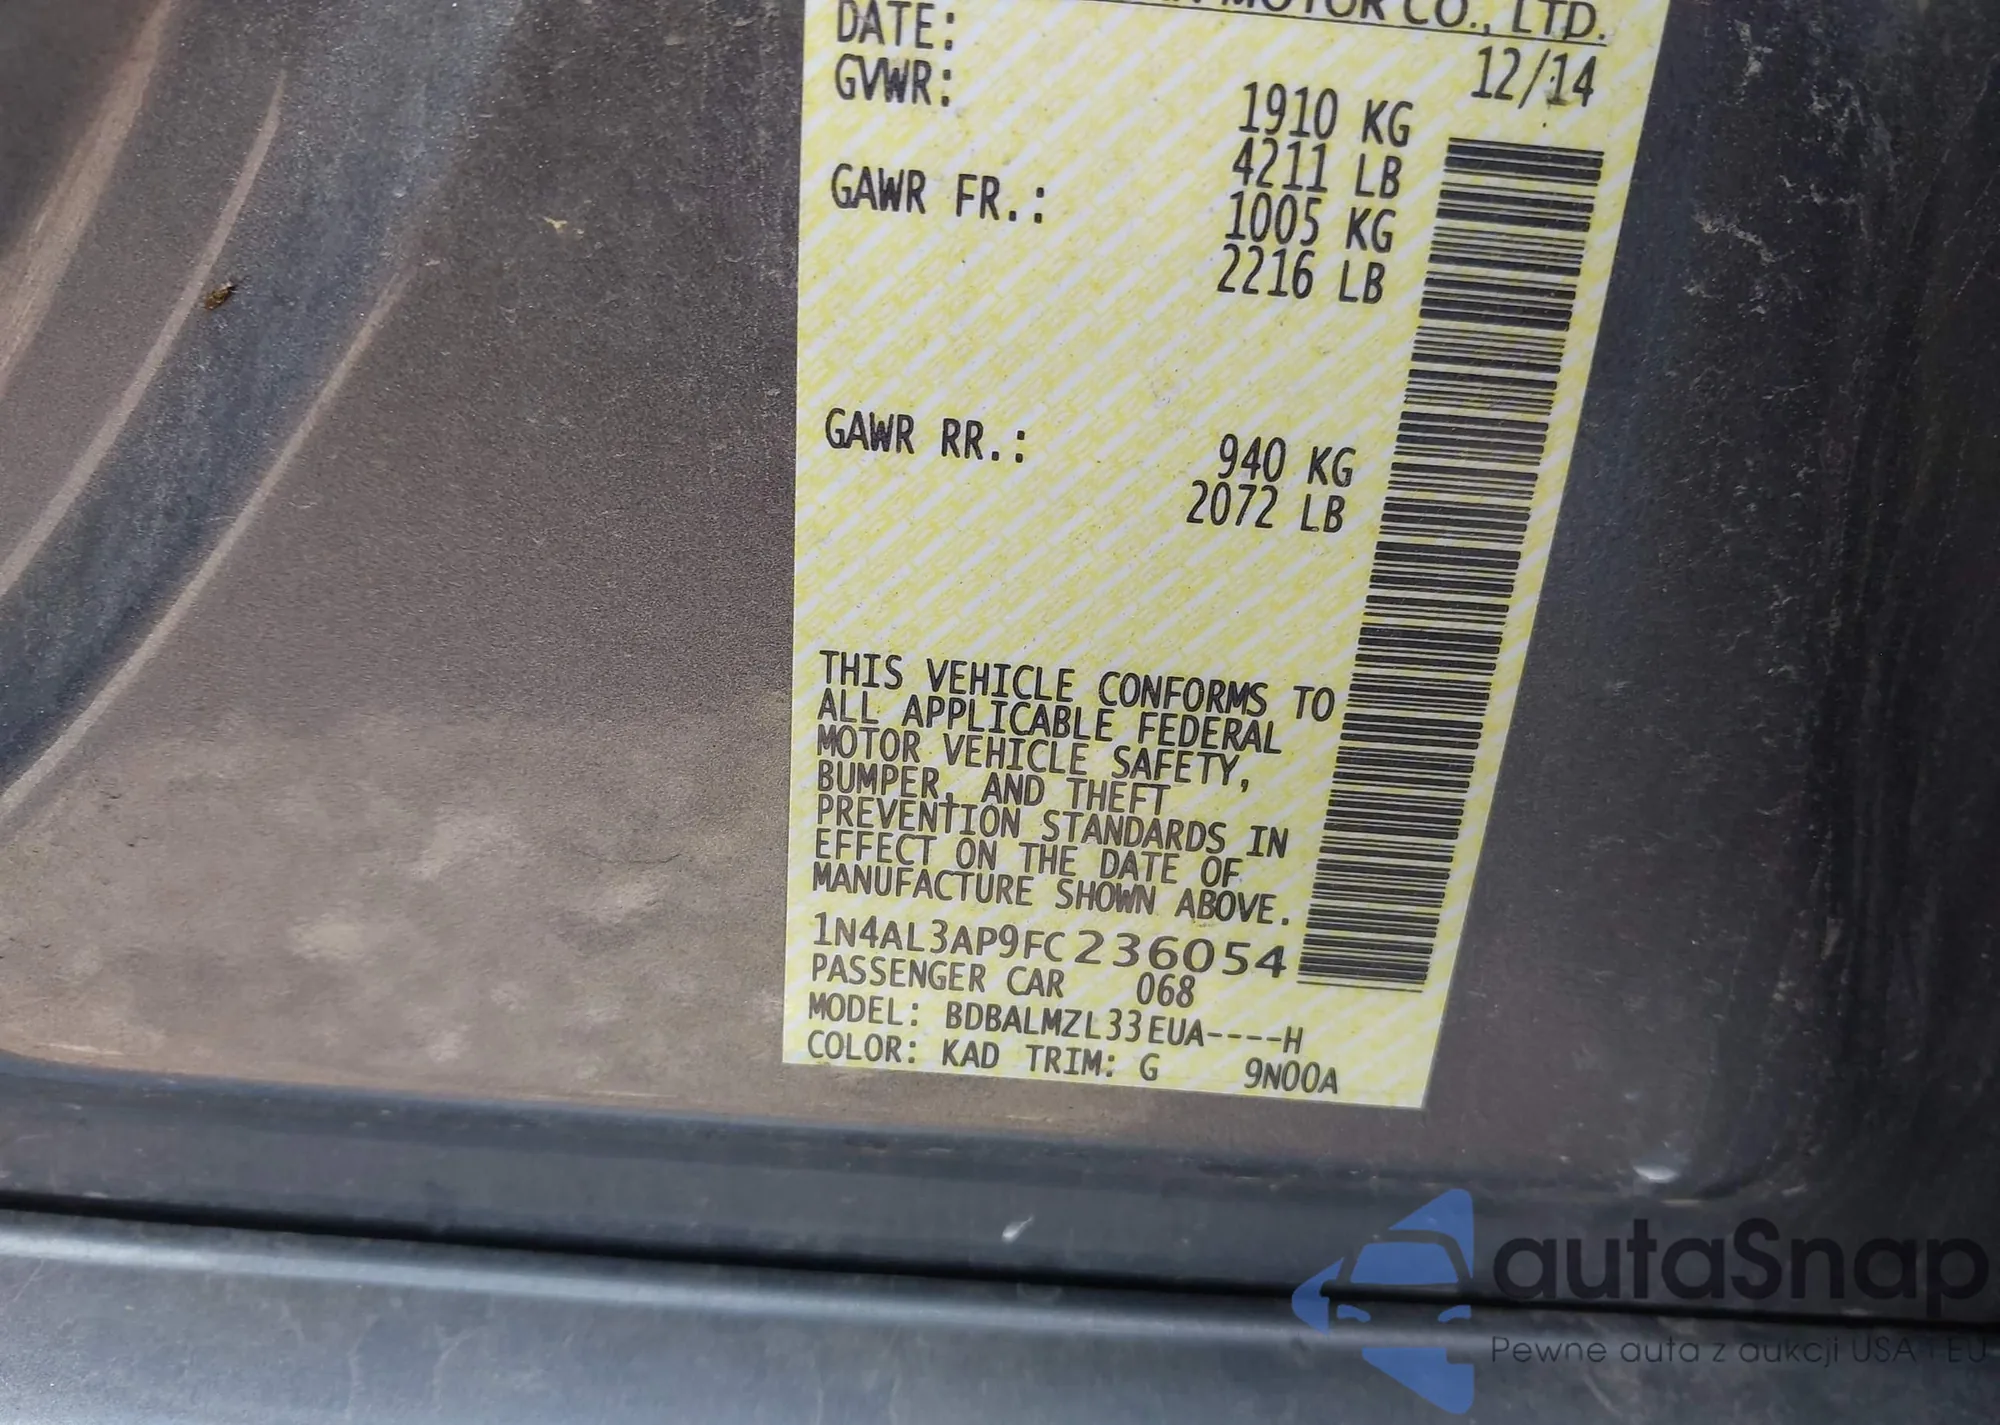 MOTOR CO., LTD.
DATE: 12/14
GVWR: 1910 KG
4211 LB
GAWR FR.: 1005 KG
2216 LB
GAWR RR.: 940 KG
2072 LB
THIS VEHICLE CONFORMS TO
ALL APPLICABLE FEDERAL
MOTOR VEHICLE SAFETY,
BUMPER, AND THEFT
PREVENTION STANDARDS IN
EFFECT ON THE DATE OF
MANUFACTURE SHOWN ABOVE.
1N4AL3AP9FC236054
PASSENGER CAR 068
MODEL: BDBALMZL33EUA----H
COLOR: KAD TRIM: G 9N00A
autaSnap
Pewne auta z aukcji USA i EU